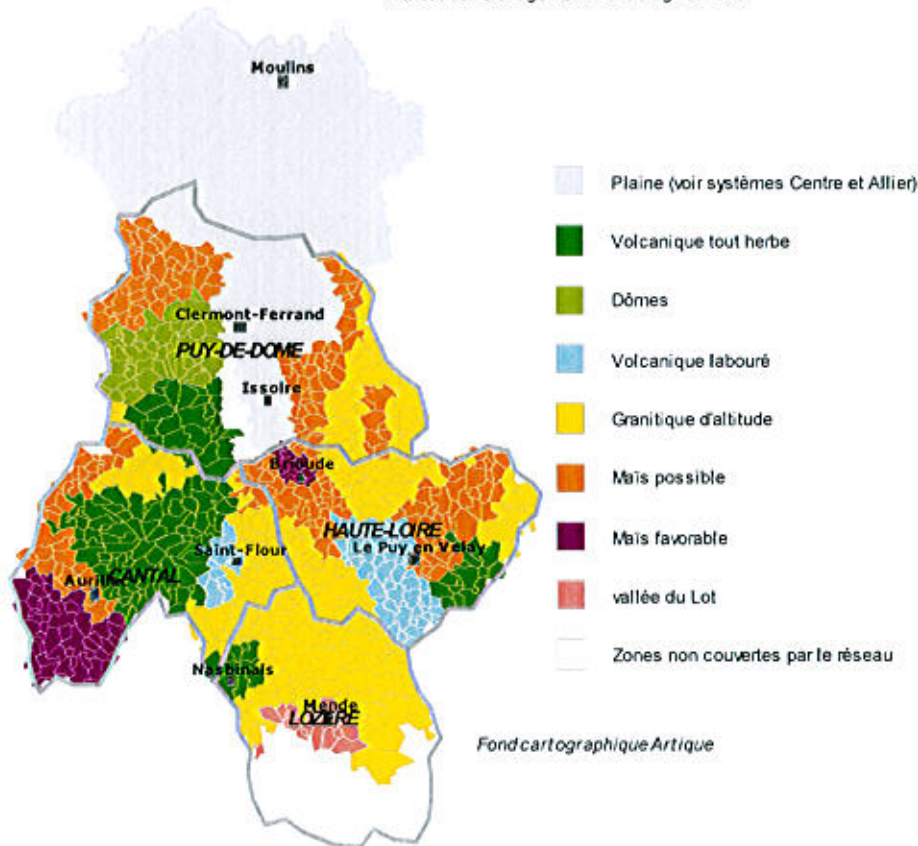 Moulins
Plaine (voir systèmes Centre et Allier)
Volcanique tout herbe
Dômes
Clermont-Ferrand
PUY-DE-DOME
Volcanique labouré
Issoire
Granitique d'altitude
Brioude
Maïs possible
HAUTE-LOIRE
Saint-Flour
Le Puy en Velay
Maïs favorable
CANTAL
vallée du Lot
Nasbinals
Zones non couvertes par le réseau
Mende
LOZERE
Fond cartographique Artique